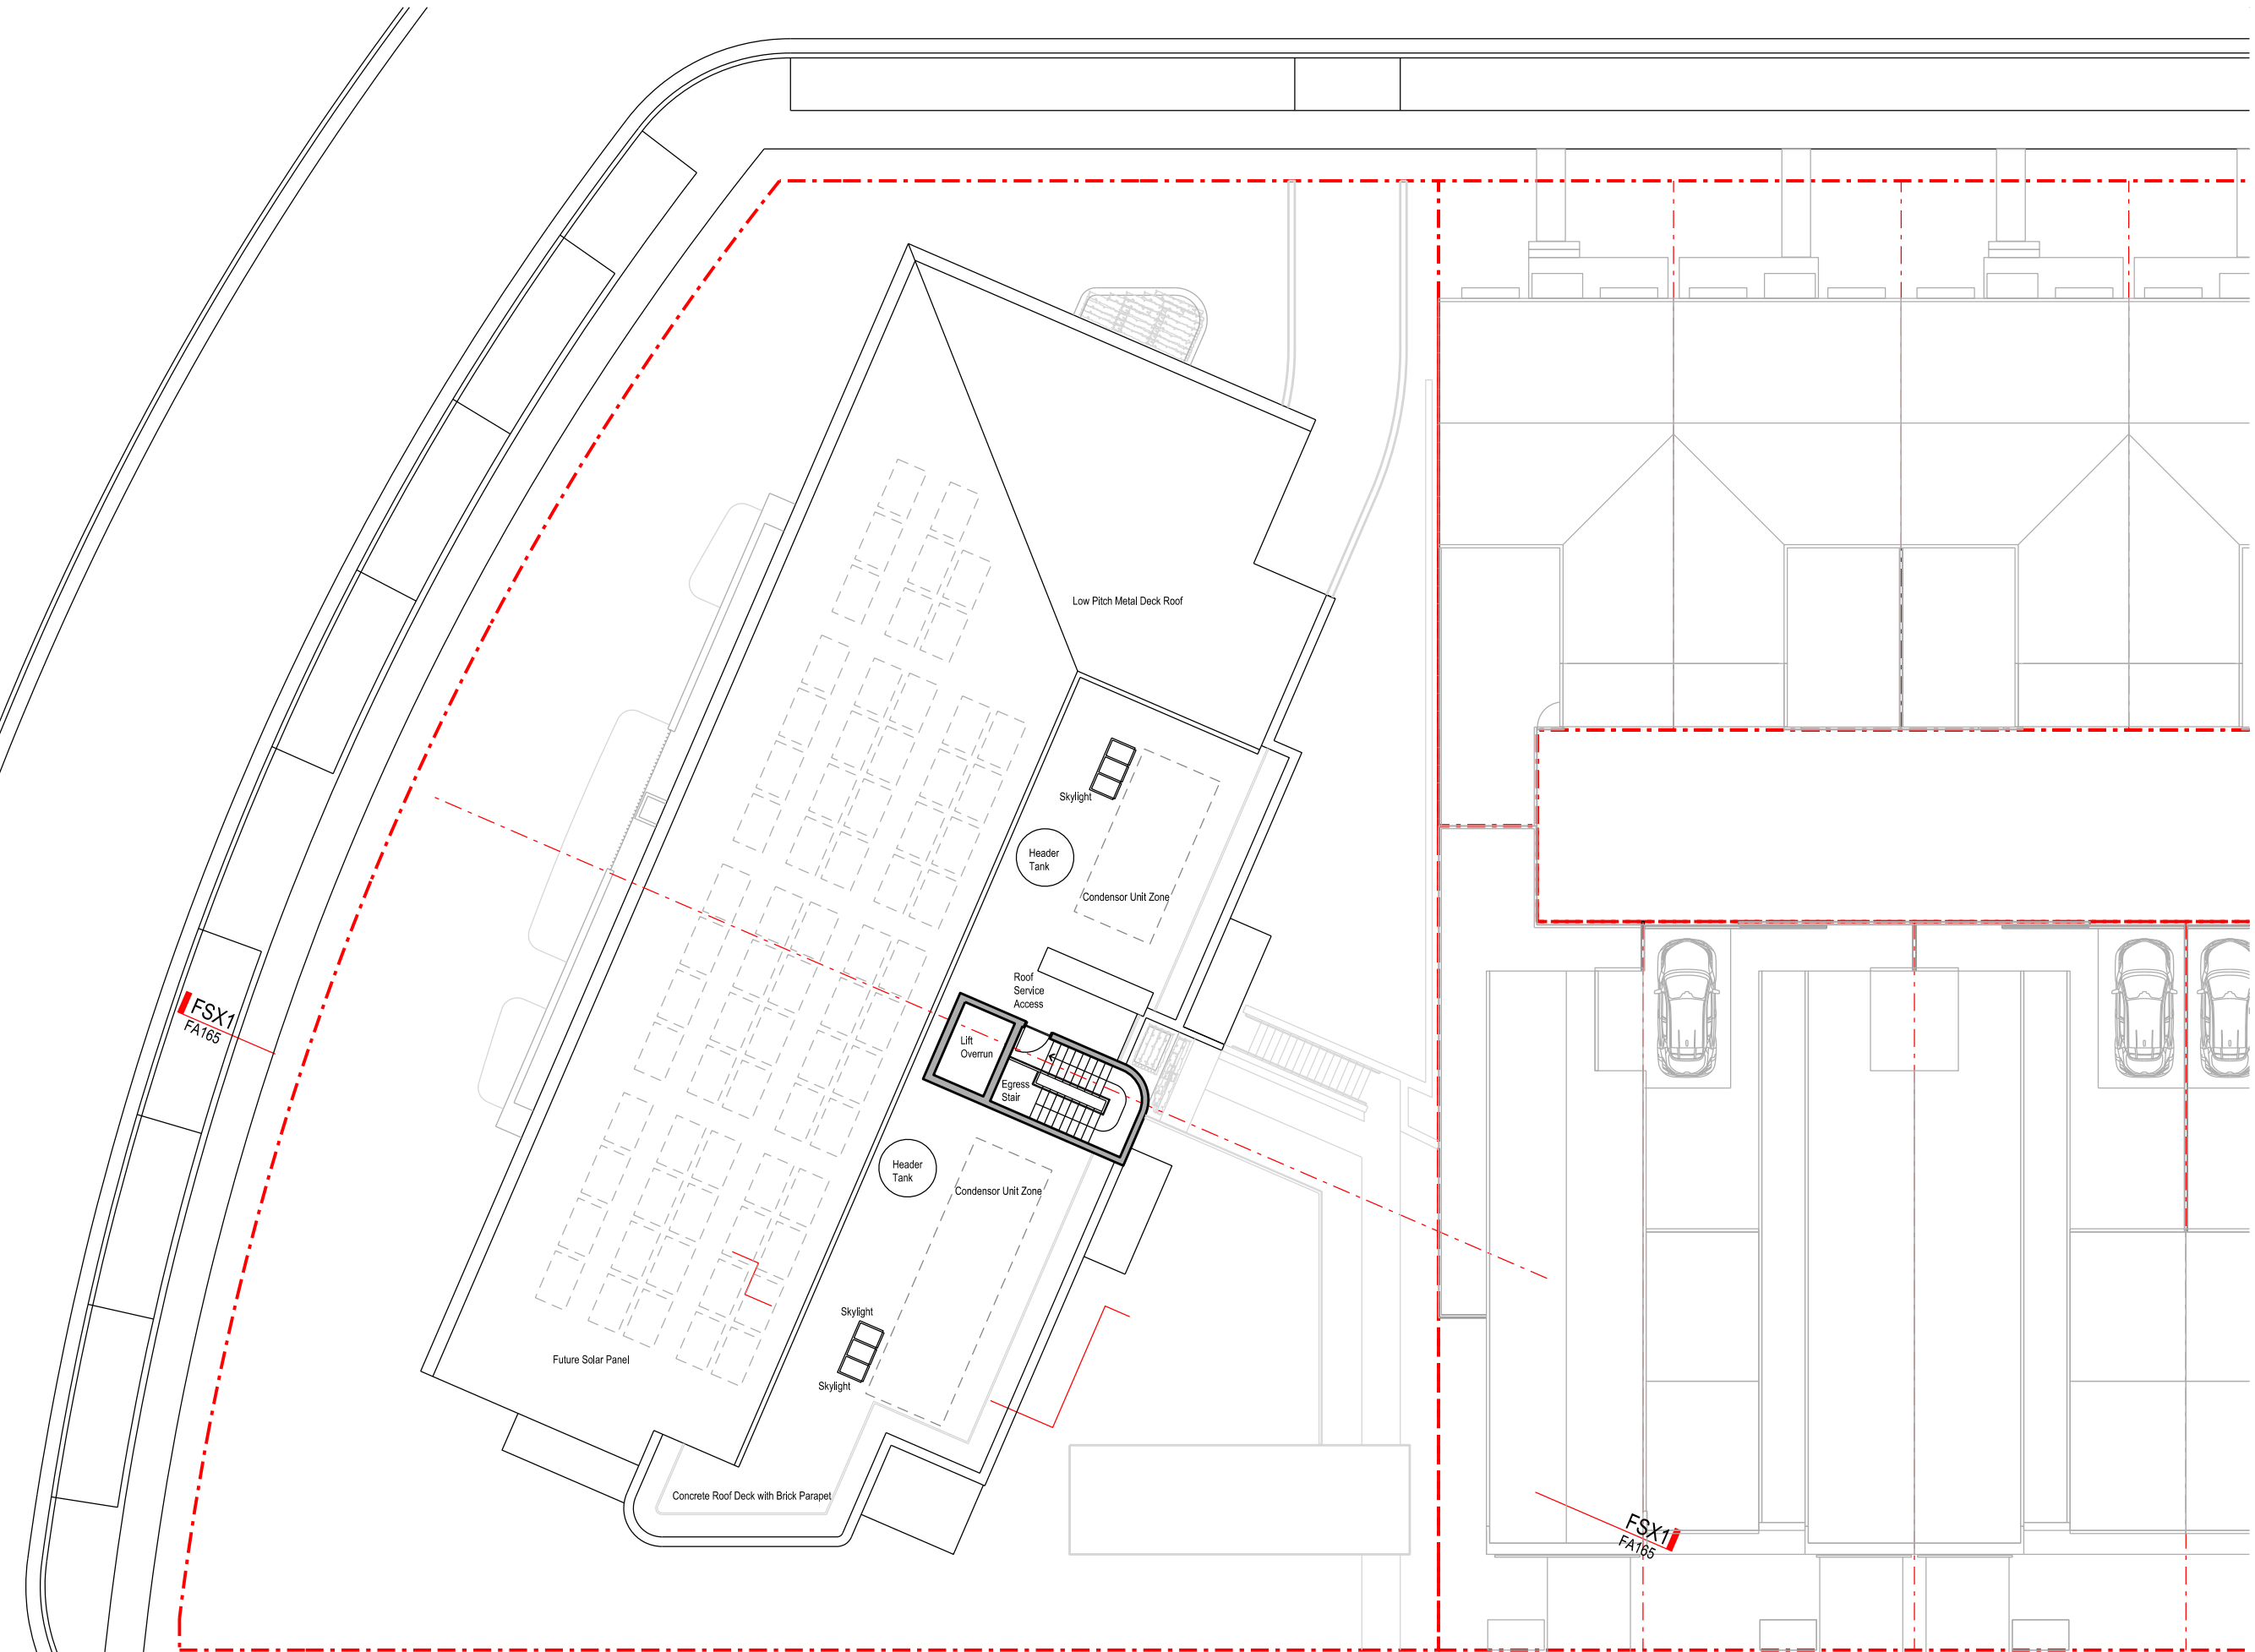 Low Pitch Metal Deck Roof
Skylight
Header
Tank
Condensor Unit Zone
Roof
Service
Access
FSX1
FA165
Lift
Overrun
Egress
Stair
Header
Tank
Condensor Unit Zone
Skylight
Future Solar Panel
Skylight
Concrete Roof Deck with Brick Parapet
FSX1
FA165